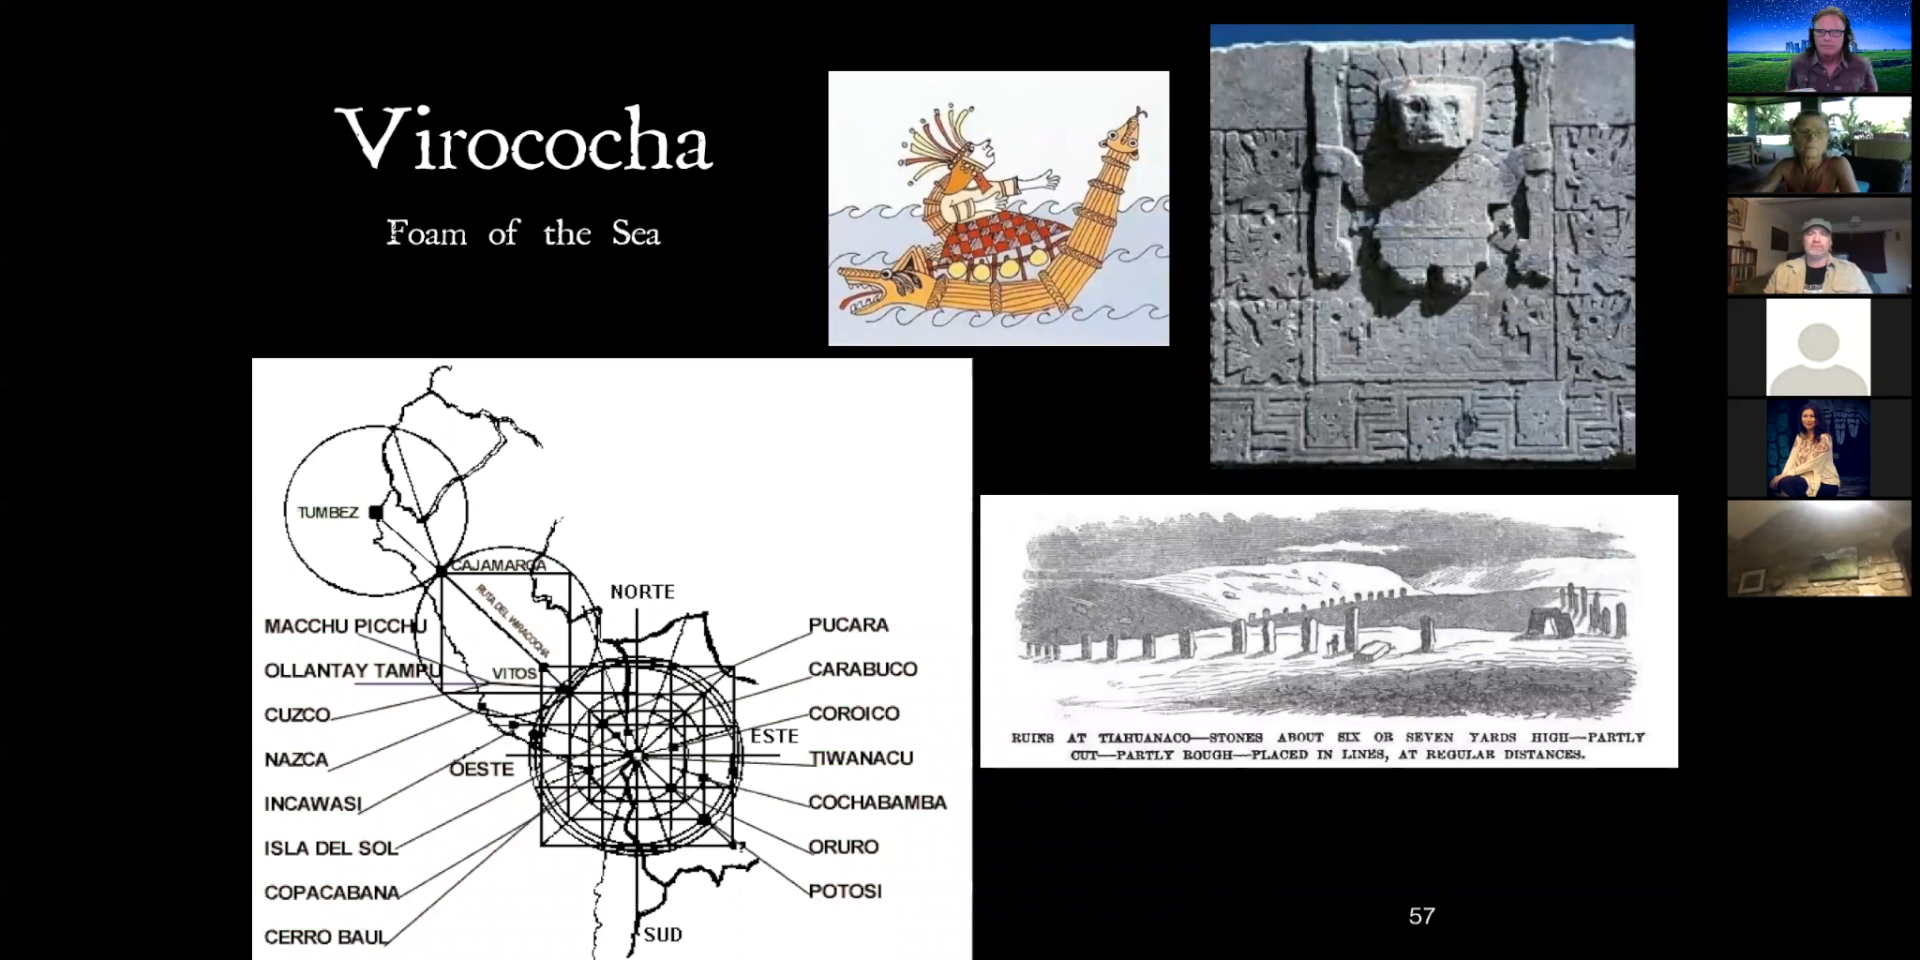 Virococha
Foam of the Sea
TUMBEZ
CAJAMARCA
RUTA DEL WIRACOCHA
NORTE
MACCHU PICCHU
OLLANTAY TAMPU
VITOS
CUZCO
NAZCA
OESTE
INCAWASI
ISLA DEL SOL
COPACABANA
CERRO BAUL
PUCARA
CARABUCO
COROICO
ESTE
TIWANACU
COCHABAMBA
ORURO
?
POTOSI
SUD
RUINS AT TIAHUANACO—STONES ABOUT SIX OR SEVEN YARDS HIGH—PARTLY
CUT—PARTLY ROUGH—PLACED IN LINES, AT REGULAR DISTANCES.
57